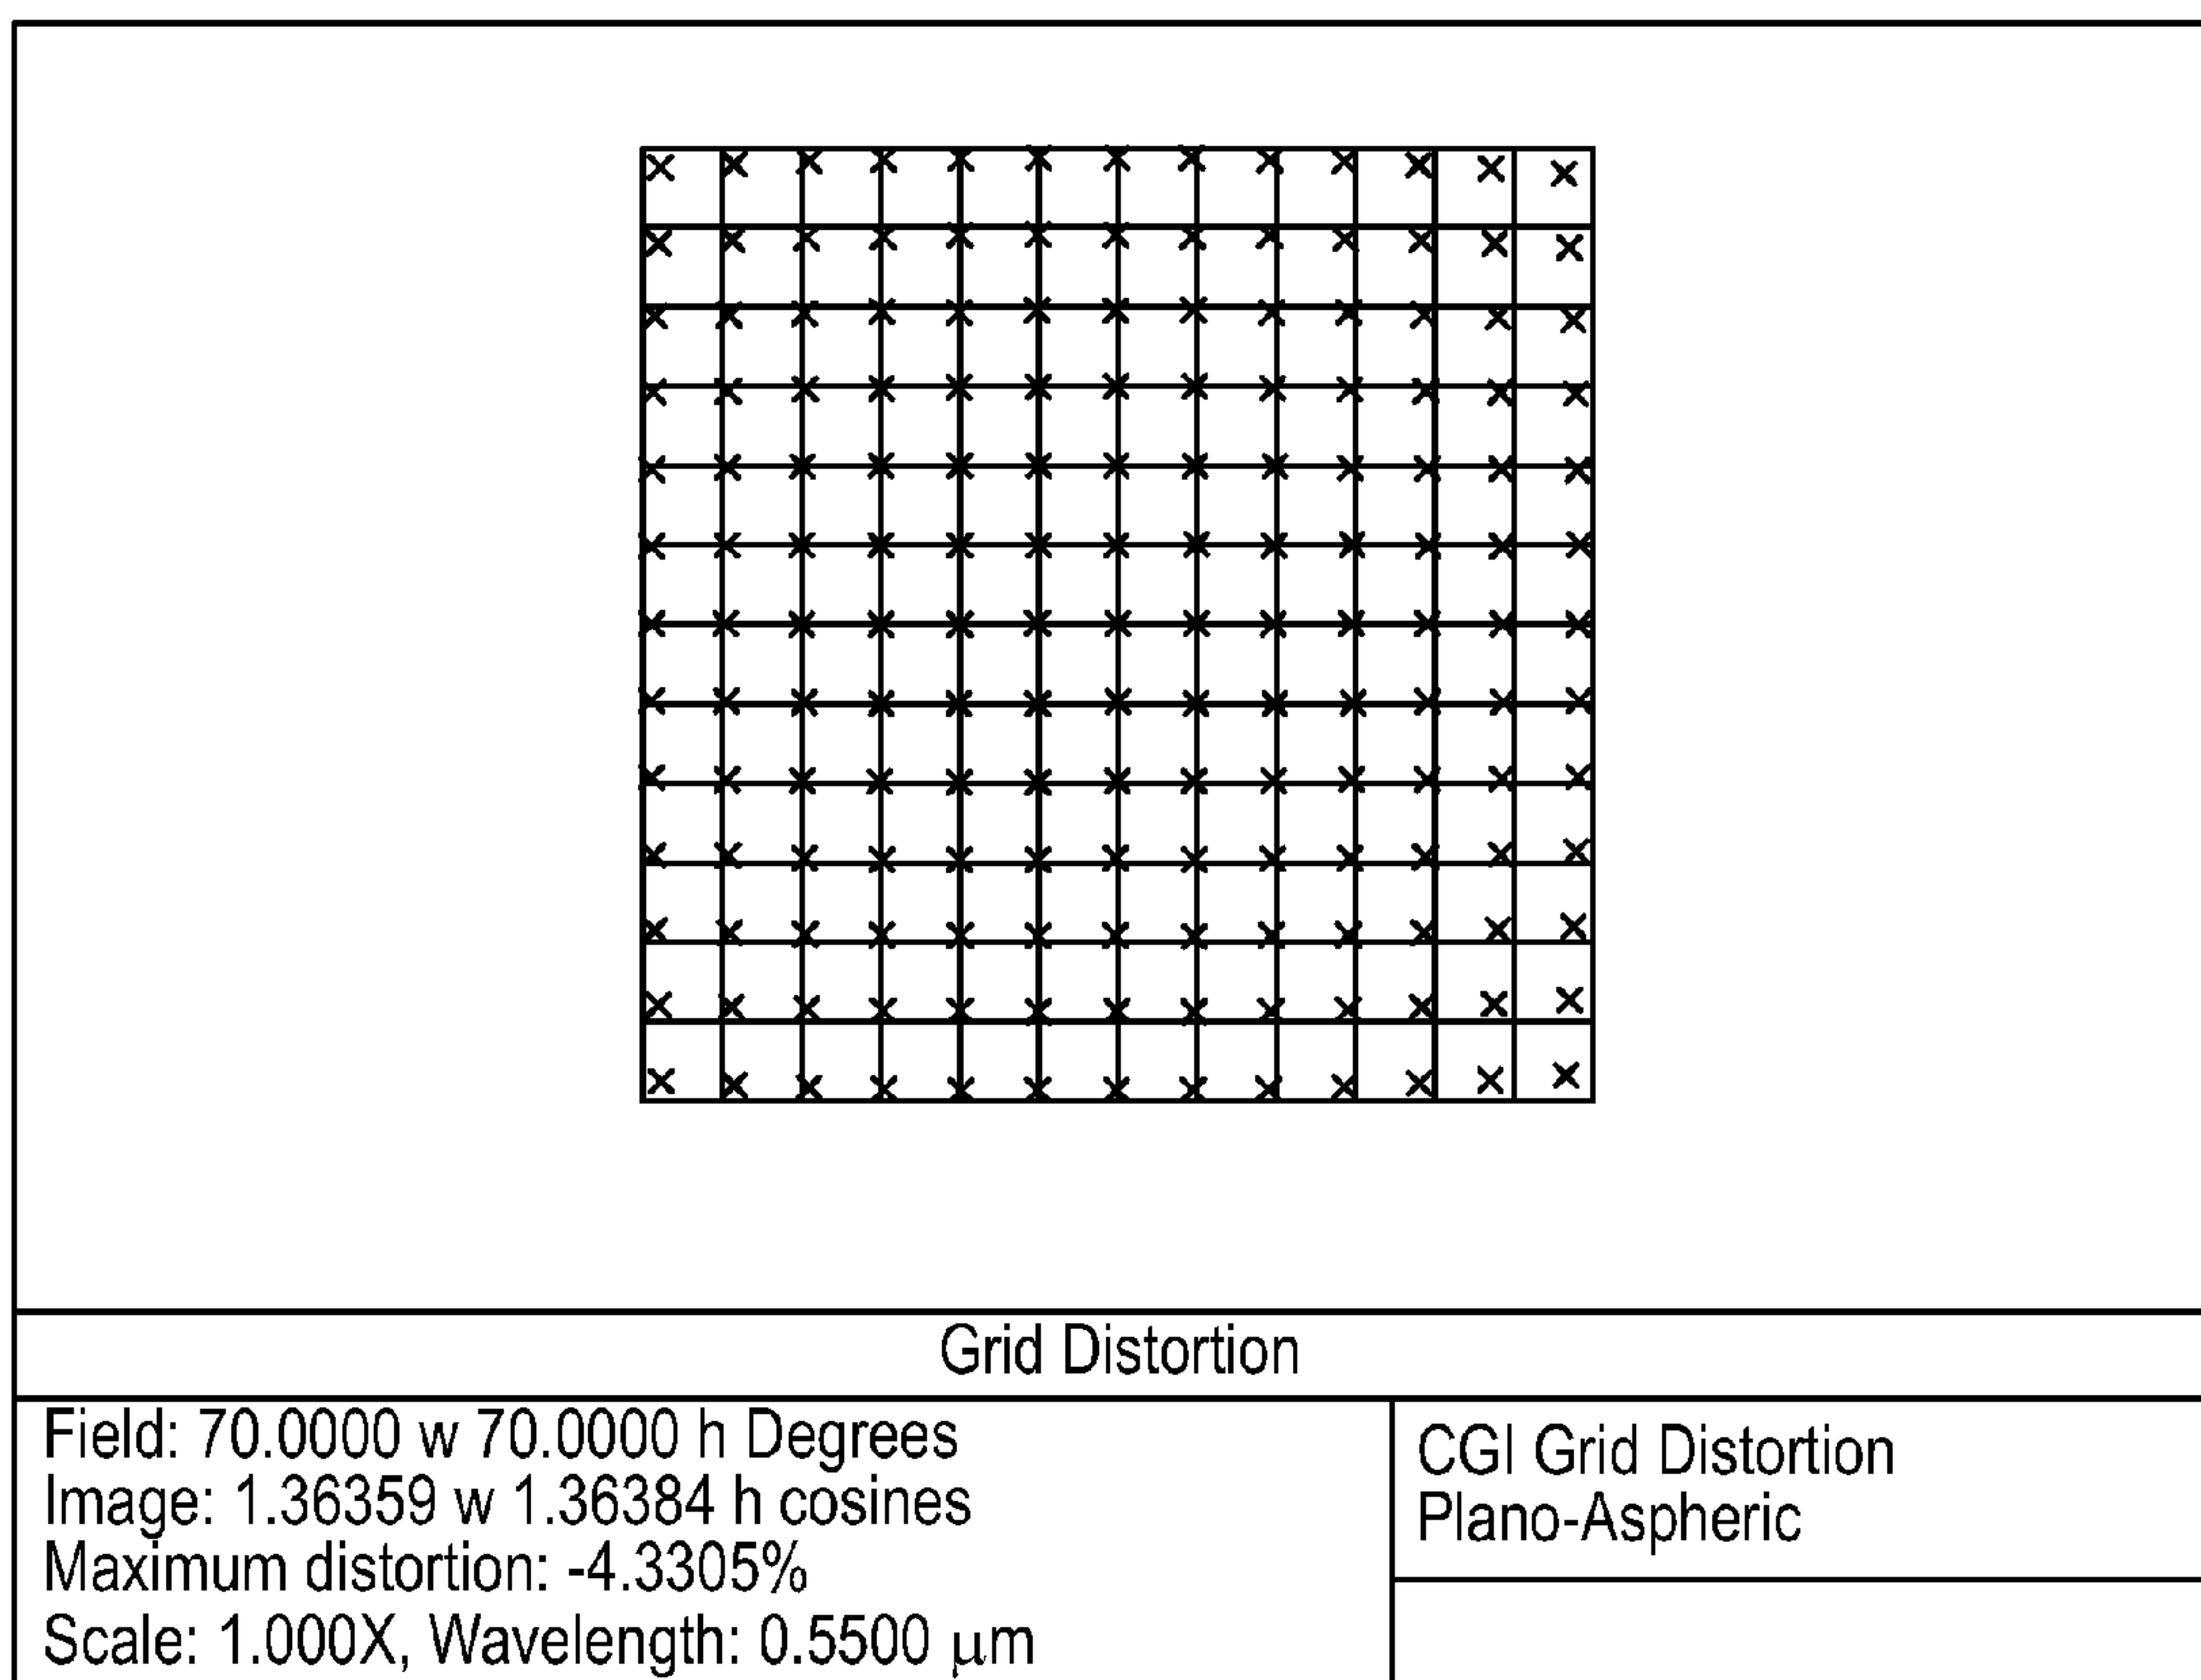 Grid Distortion
Field: 70.0000 w 70.0000 h Degrees
Image: 1.36359 w 1.36384 h cosines
Maximum distortion: -4.3305%
Scale: 1.000X, Wavelength: 0.5500 μm
CGI Grid Distortion
Plano-Aspheric